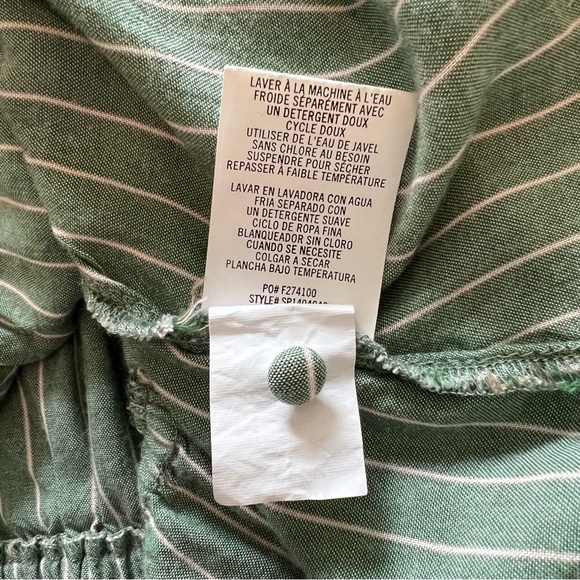 LAVER À LA MACHINE À L'EAU
FROIDE SÉPARÉMENT AVEC
UN DETERGENT DOUX
CYCLE DOUX
UTILISER DE L'EAU DE JAVEL
SANS CHLORE AU BESOIN
SUSPENDRE POUR SÉCHER
REPASSER À FAIBLE TEMPÉRATURE
LAVAR EN LAVADORA CON AGUA
FRIA SEPARADO CON
UN DETERGENTE SUAVE
CICLO DE ROPA FINA
BLANQUEADOR SIN CLORO
CUANDO SE NECESITE
COLGAR A SECAR
PLANCHA BAJO TEMPERATURA
PO# F274100
STYLE#